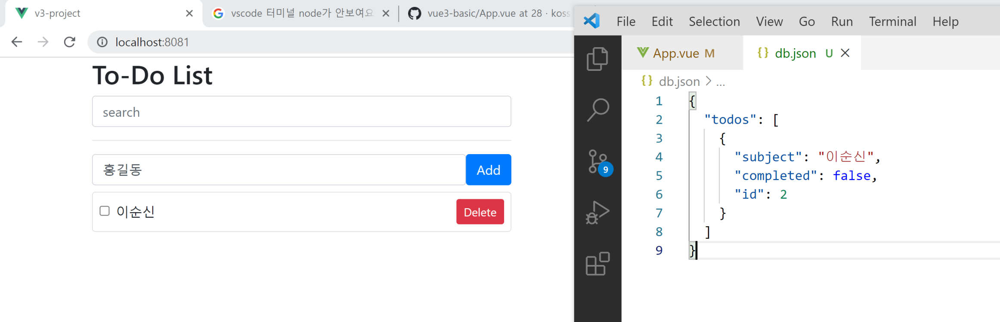 v3-project
vscode 터미널 node가 안보여요
vue3-basic/App.vue at 28 · koss
localhost:8081
To-Do List
search
홍길동
Add
이순신
Delete
File Edit Selection View Go Run Terminal Help
App.vue M
{} db.json U
{} db.json > ...
9
1 {
2 "todos": [
3 {
4 "subject": "이순신",
5 "completed": false,
6 "id": 2
7 }
8 ]
9 }